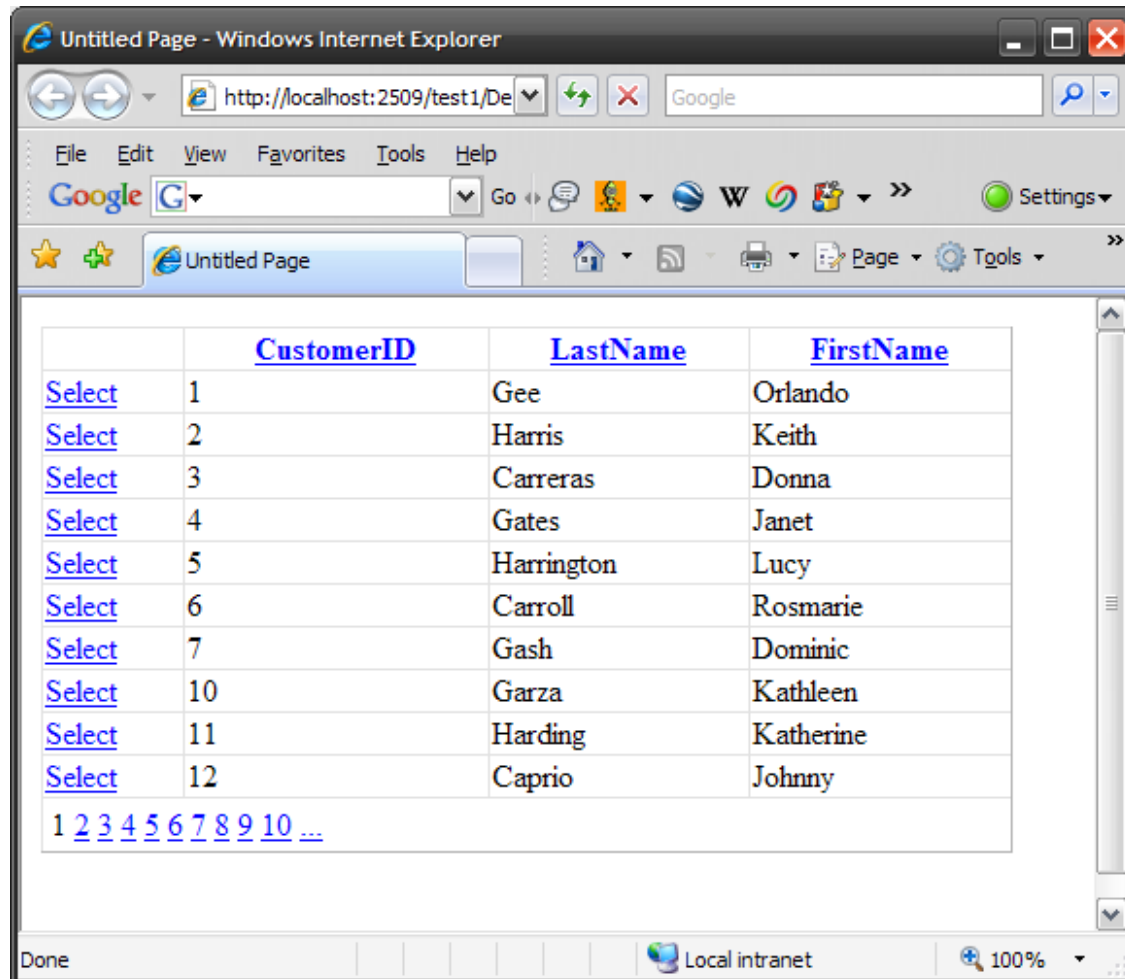 Untitled Page - Windows Internet Explorer
http://localhost:2509/test1/De Google
File Edit View Favorites Tools Help
Google G Go W » Settings
Untitled Page Page Tools »
CustomerID LastName FirstName
Select 1 Gee Orlando
Select 2 Harris Keith
Select 3 Carreras Donna
Select 4 Gates Janet
Select 5 Harrington Lucy
Select 6 Carroll Rosmarie
Select 7 Gash Dominic
Select 10 Garza Kathleen
Select 11 Harding Katherine
Select 12 Caprio Johnny
1 2 3 4 5 6 7 8 9 10 ...
Done Local intranet 100%